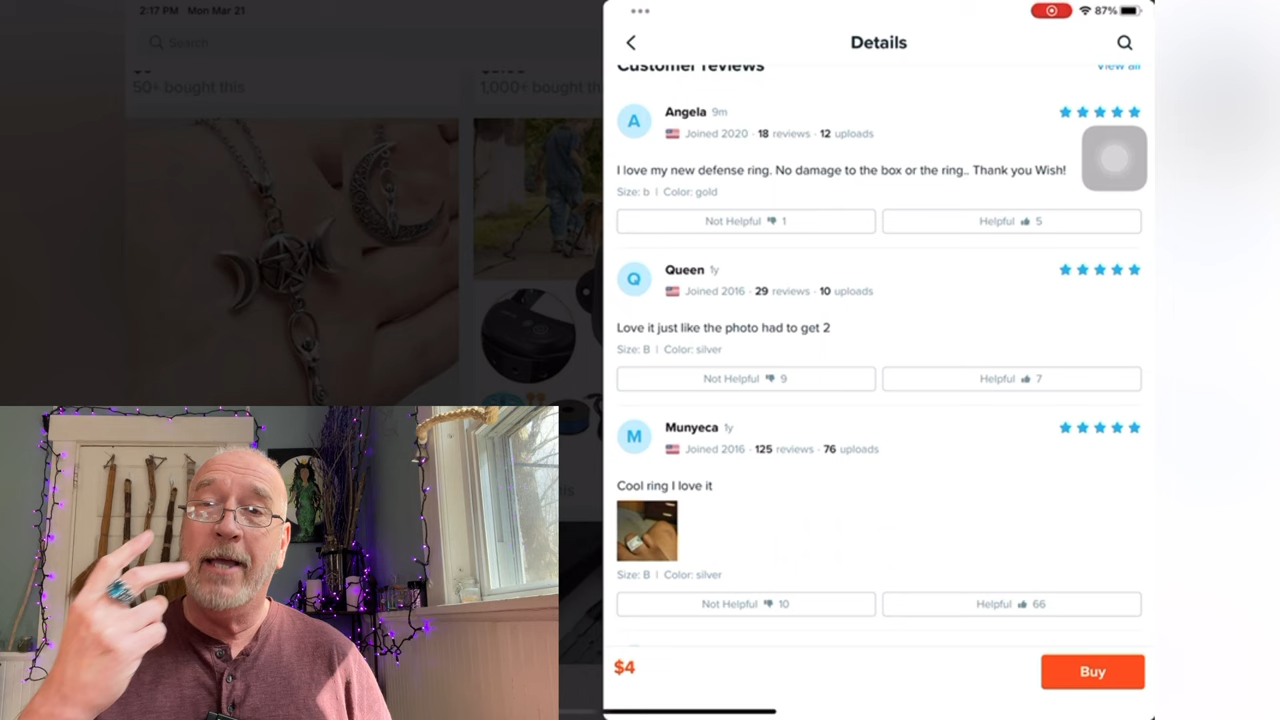 2:17 PM Mon Mar 21
87%
Search
Details
50+ bought this
1,000+ bought th
Customer reviews
View all
A
Angela 9m
Joined 2020 · 18 reviews · 12 uploads
I love my new defense ring. No damage to the box or the ring.. Thank you Wish!
Size: b | Color: gold
Not Helpful 1
Helpful 5
Q
Queen 1y
Joined 2016 · 29 reviews · 10 uploads
Love it just like the photo had to get 2
Size: B | Color: silver
Not Helpful 9
Helpful 7
M
Munyeca 1y
Joined 2016 · 125 reviews · 76 uploads
Cool ring I love it
Size: B | Color: silver
Not Helpful 10
Helpful 66
$4
Buy